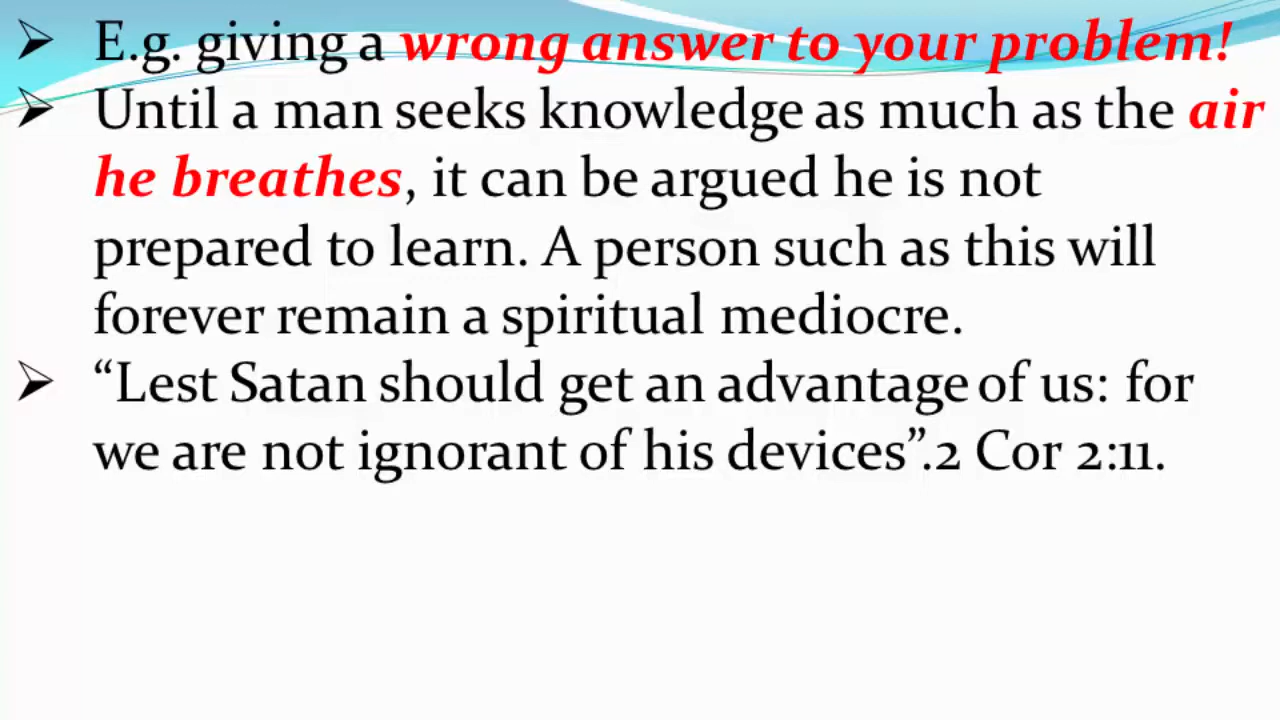 ➢ E.g. giving a wrong answer to your problem!
➢ Until a man seeks knowledge as much as the air
he breathes, it can be argued he is not
prepared to learn. A person such as this will
forever remain a spiritual mediocre.
➢ “Lest Satan should get an advantage of us: for
we are not ignorant of his devices”.2 Cor 2:11.